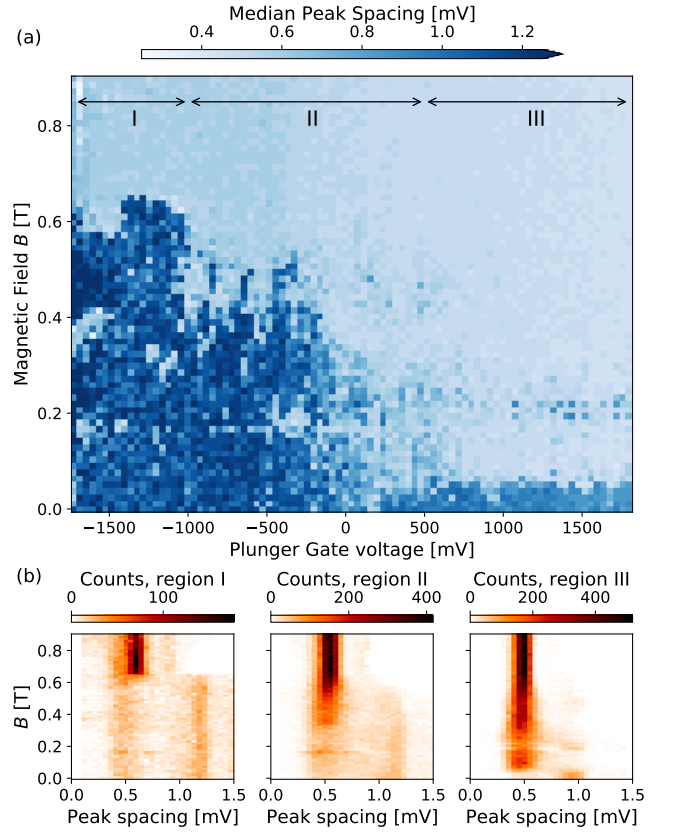 (a)
Median Peak Spacing [mV]
0.4 0.6 0.8 1.0 1.2
I II III
Magnetic Field B [T]
0.8
0.6
0.4
0.2
0.0
−1500 −1000 −500 0 500 1000 1500
Plunger Gate voltage [mV]
(b)
Counts, region I Counts, region II Counts, region III
0 100 0 200 400 0 200 400
B [T]
0.8
0.6
0.4
0.2
0.0
0.0 0.5 1.0 1.5 0.0 0.5 1.0 1.5 0.0 0.5 1.0 1.5
Peak spacing [mV] Peak spacing [mV] Peak spacing [mV]